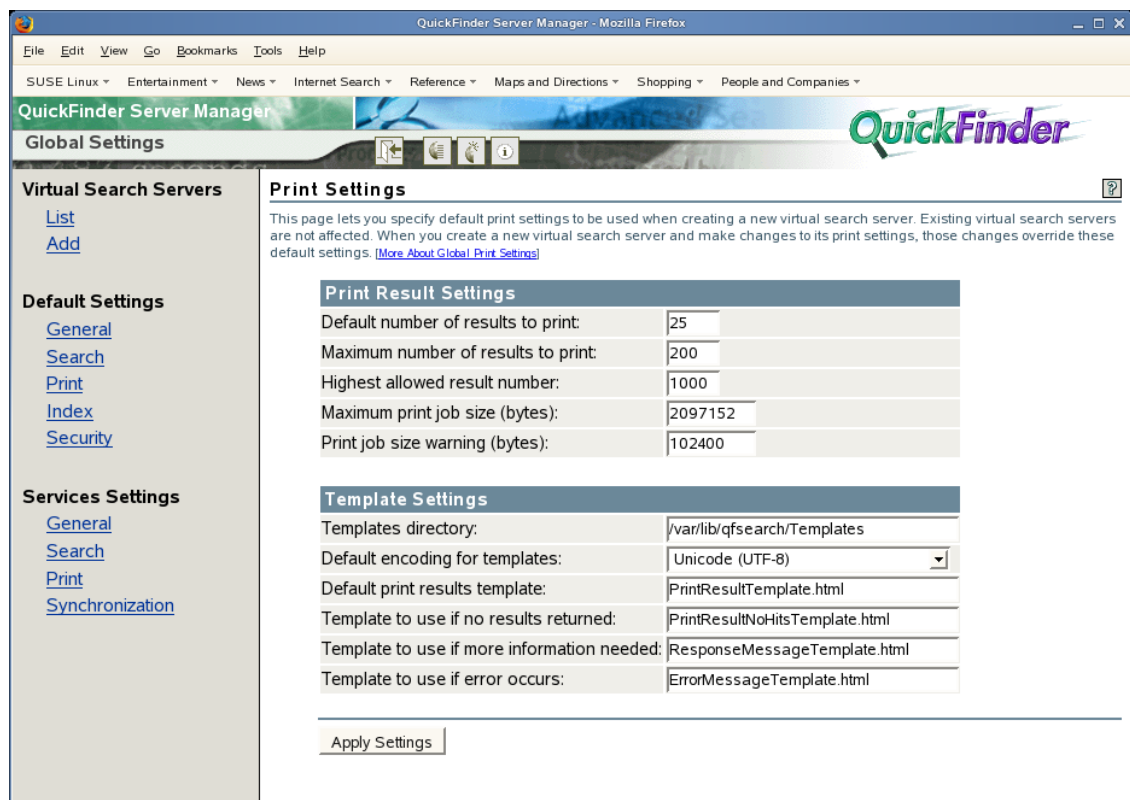 QuickFinder Server Manager - Mozilla Firefox
File Edit View Go Bookmarks Tools Help
SUSE Linux Entertainment News Internet Search Reference Maps and Directions Shopping People and Companies
QuickFinder Server Manager
Advanced Sea
Global Settings
QuickFinder
Virtual Search Servers
List
Add
Default Settings
General
Search
Print
Index
Security
Services Settings
General
Search
Print
Synchronization
Print Settings
?
This page lets you specify default print settings to be used when creating a new virtual search server. Existing virtual search servers
are not affected. When you create a new virtual search server and make changes to its print settings, those changes override these
default settings. [More About Global Print Settings]
Print Result Settings
Default number of results to print: 25
Maximum number of results to print: 200
Highest allowed result number: 1000
Maximum print job size (bytes): 2097152
Print job size warning (bytes): 102400
Template Settings
Templates directory: /var/lib/qfsearch/Templates
Default encoding for templates: Unicode (UTF-8)
Default print results template: PrintResultTemplate.html
Template to use if no results returned: PrintResultNoHitsTemplate.html
Template to use if more information needed: ResponseMessageTemplate.html
Template to use if error occurs: ErrorMessageTemplate.html
Apply Settings